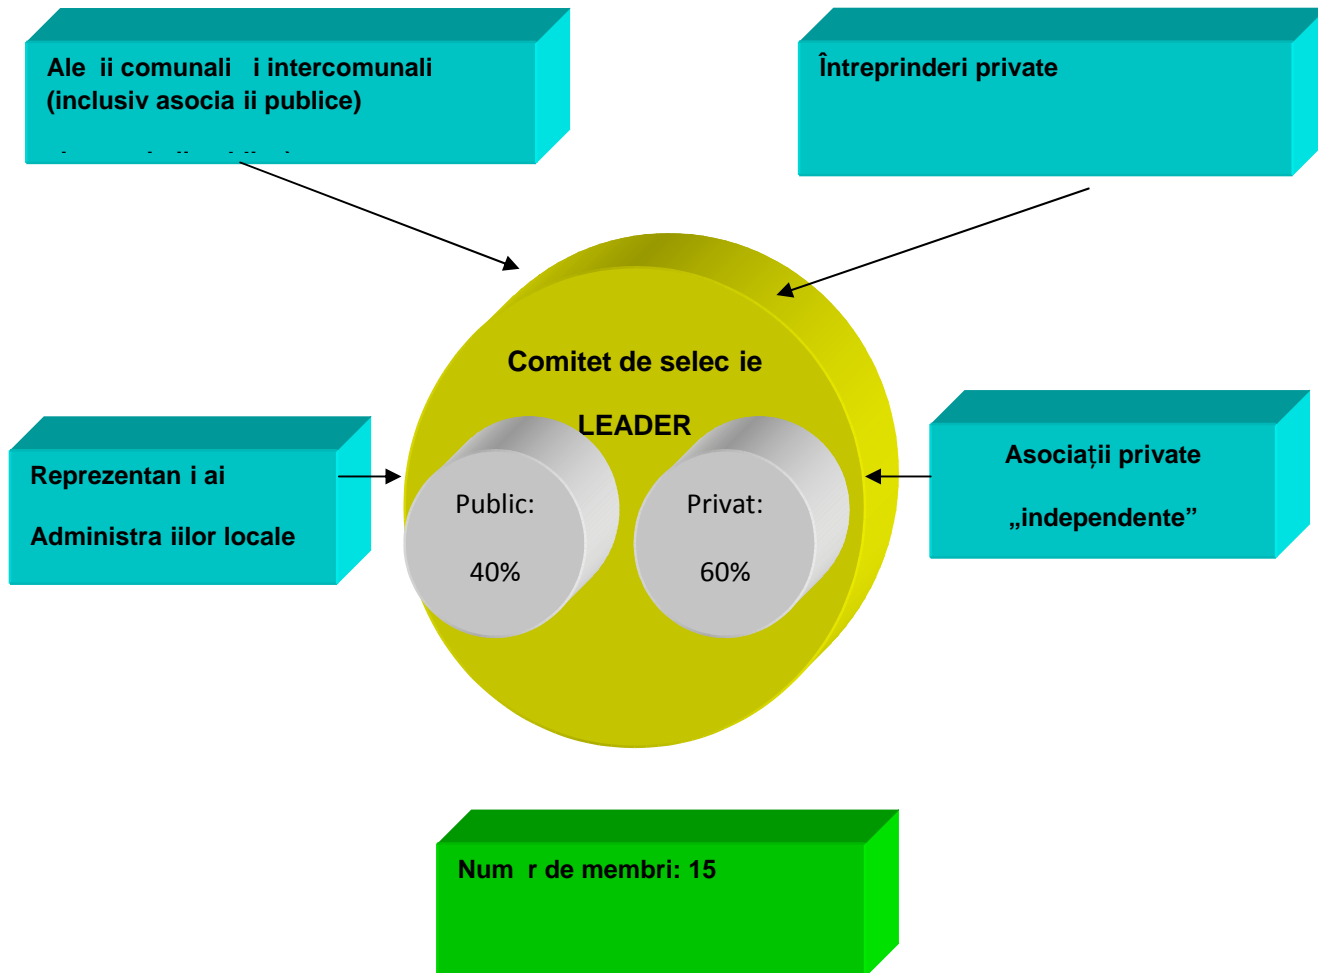 Ale ii comunali i intercomunali
(inclusiv asocia ii publice)
Întreprinderi private
Comitet de selec ie
LEADER
Reprezentan i ai
Administra iilor locale
Public:
40%
Privat:
60%
Asociații private
„independente”
Num r de membri: 15